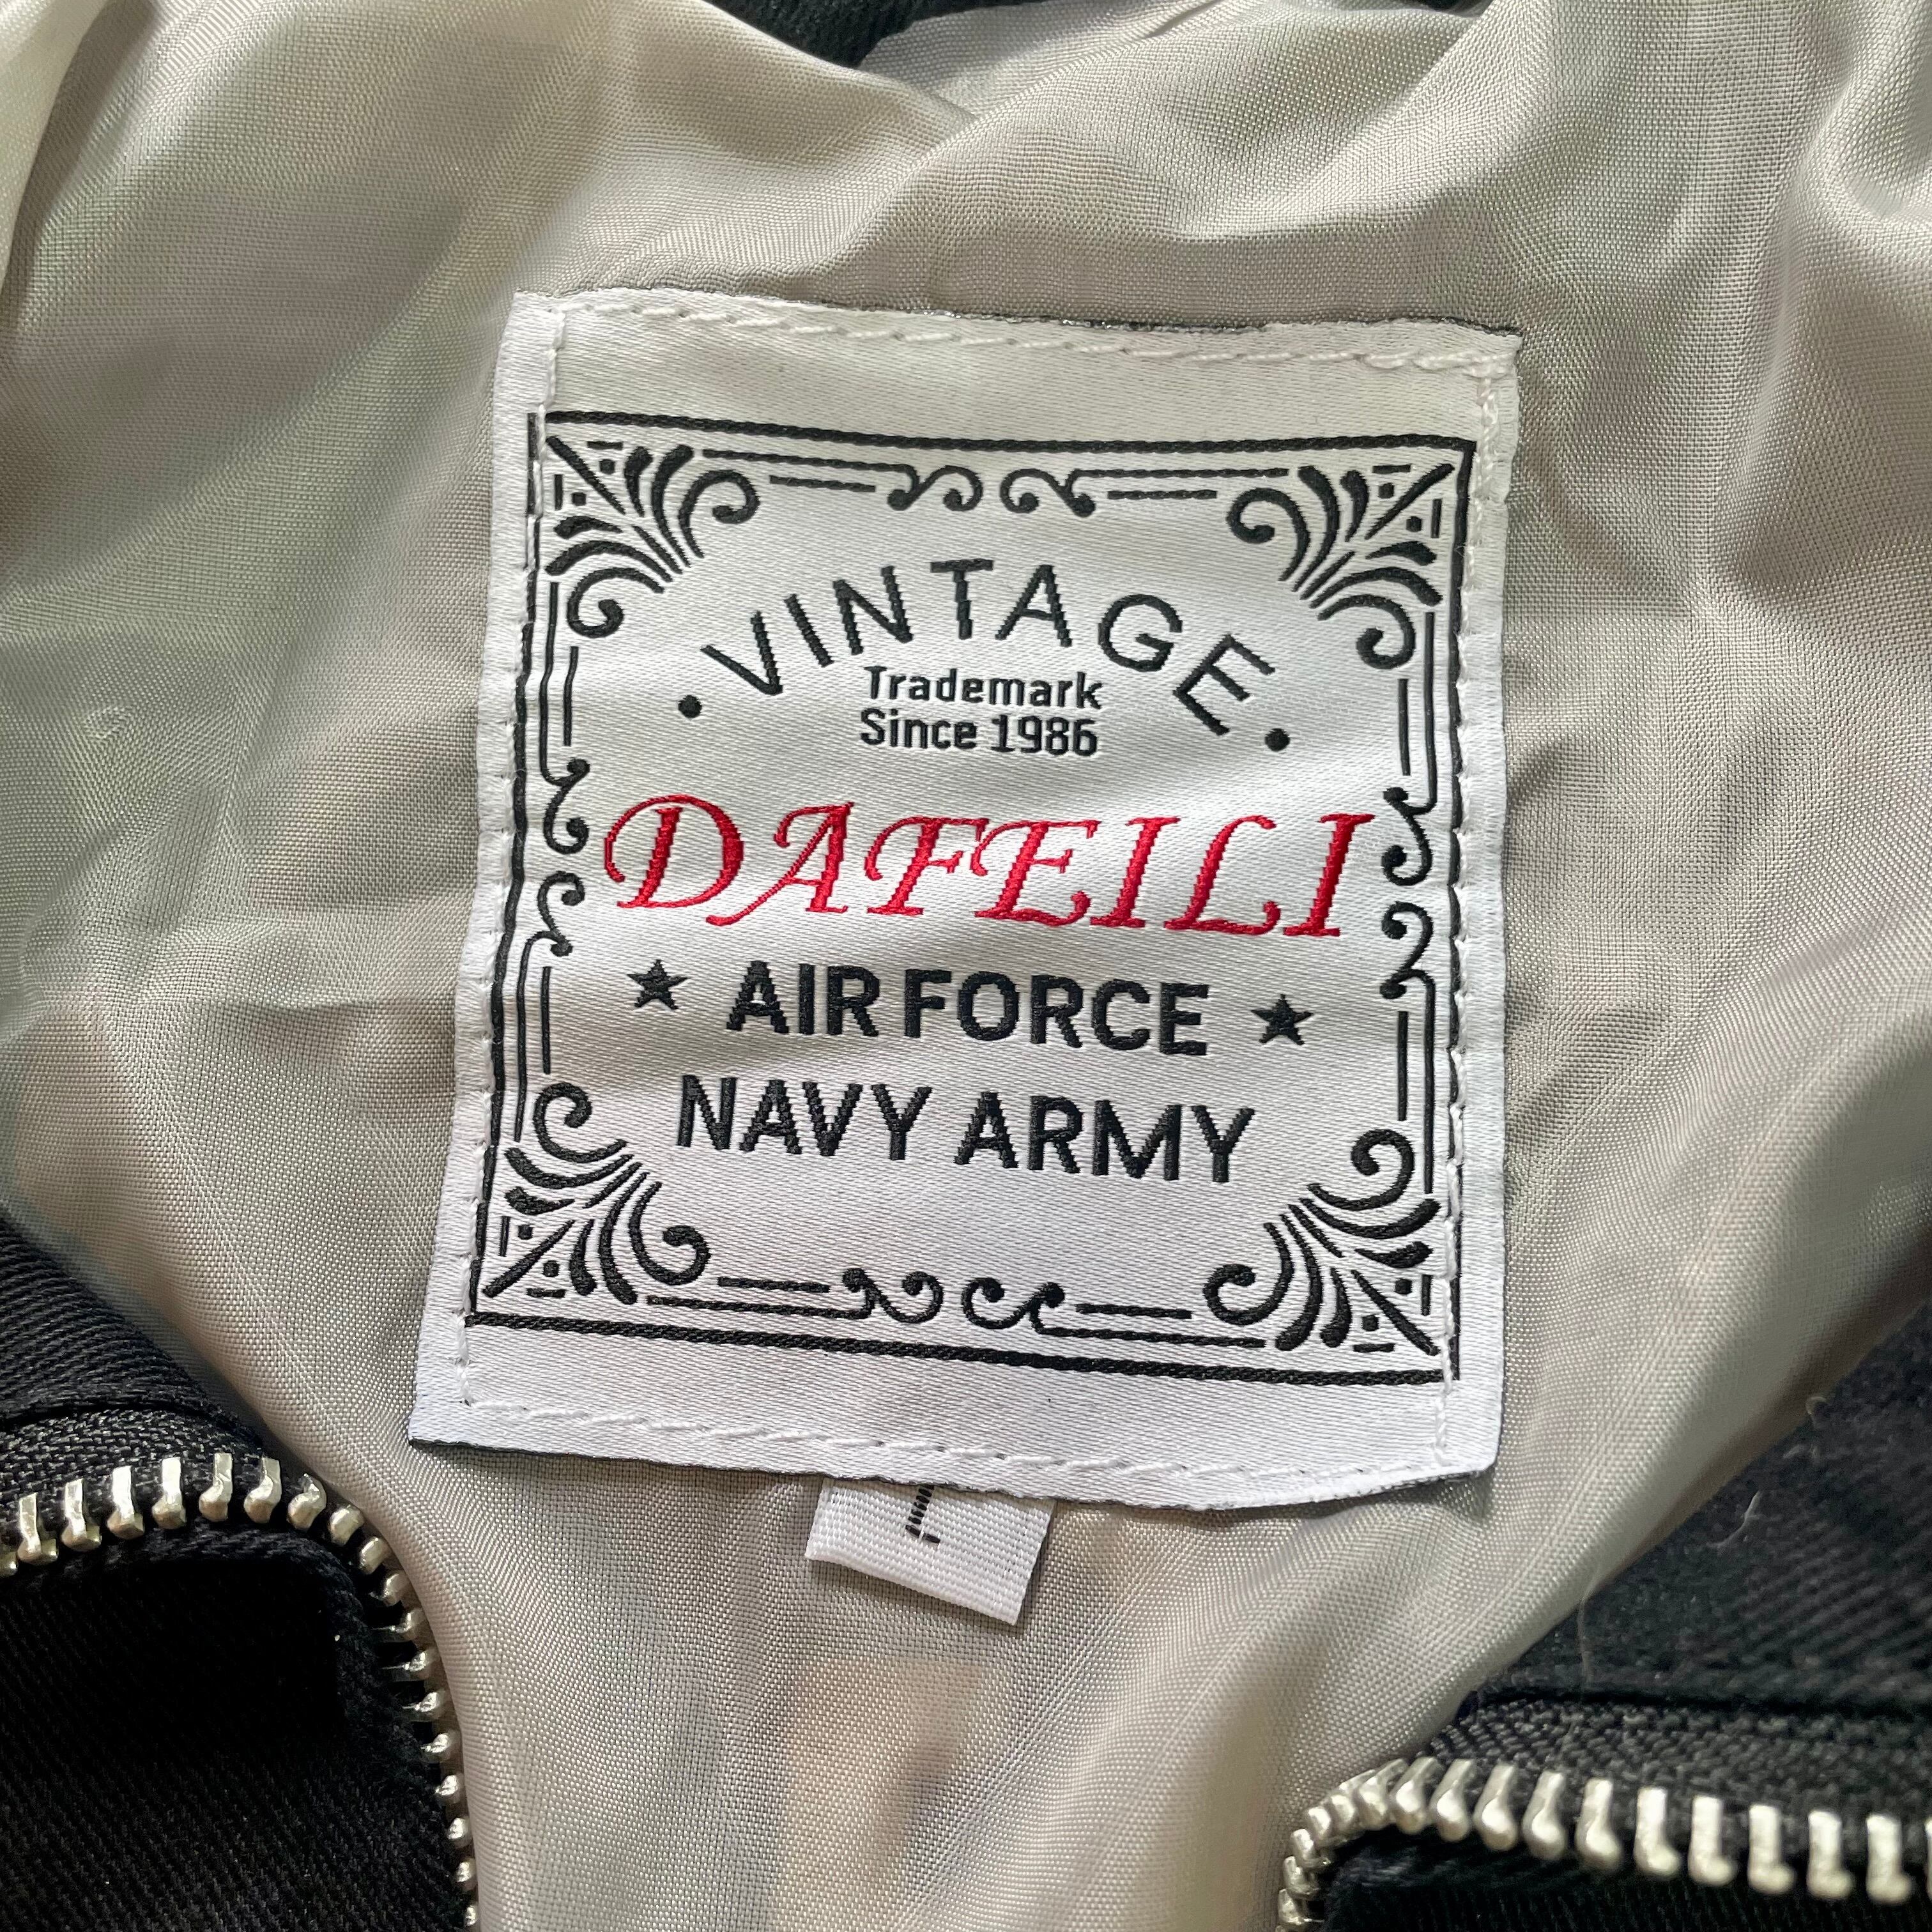 VINTAGE
Trademark
Since 1986
DAFEILI
AIR FORCE
NAVY ARMY
L